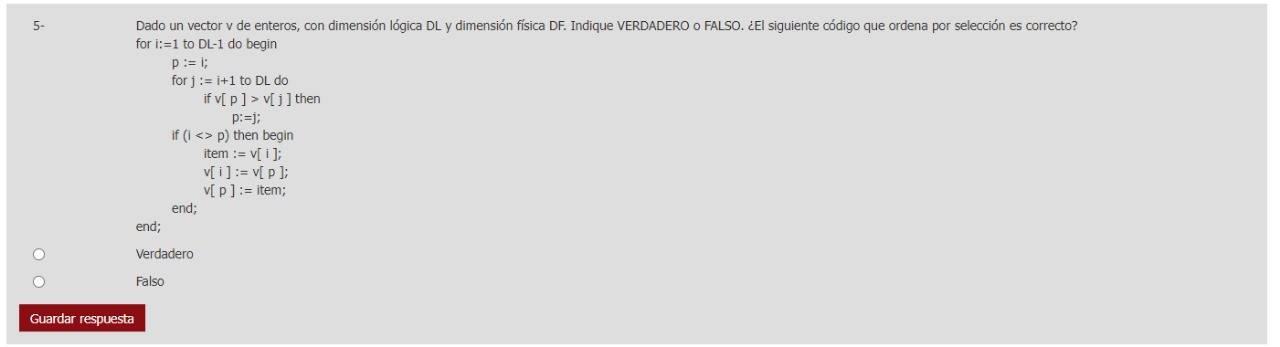 5- Dado un vector v de enteros, con dimensión lógica DL y dimensión física DF. Indique VERDADERO o FALSO. ¿El siguiente código que ordena por selección es correcto?
for i:=1 to DL-1 do begin
p := i;
for j := i+1 to DL do
if v[ p ] > v[ j ] then
p:=j;
if (i <> p) then begin
item := v[ i ];
v[ i ] := v[ p ];
v[ p ] := item;
end;
end;
Verdadero
Falso
Guardar respuesta